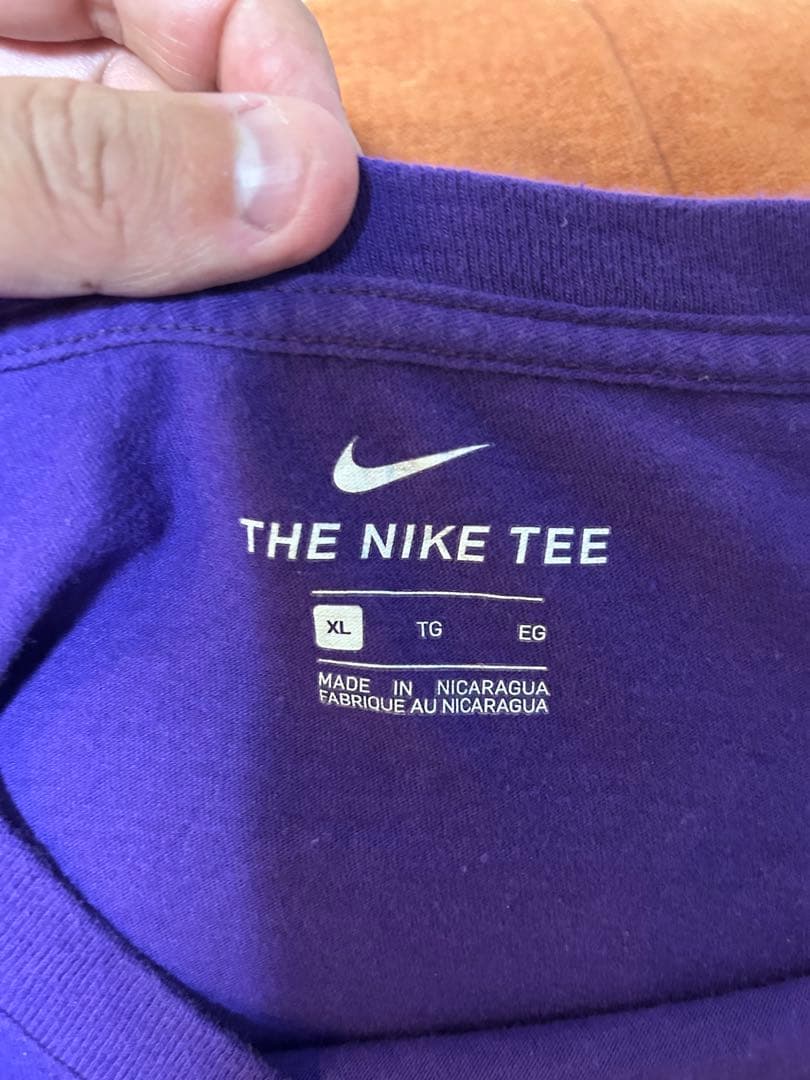 THE NIKE TEE
XL TG EG
MADE IN NICARAGUA
FABRIQUE AU NICARAGUA